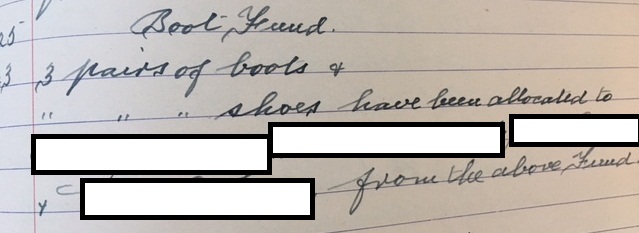 25 Boot Fund.
3 3 pairs of boots &
" " " shoes have been allocated to
from the above Fund.
&